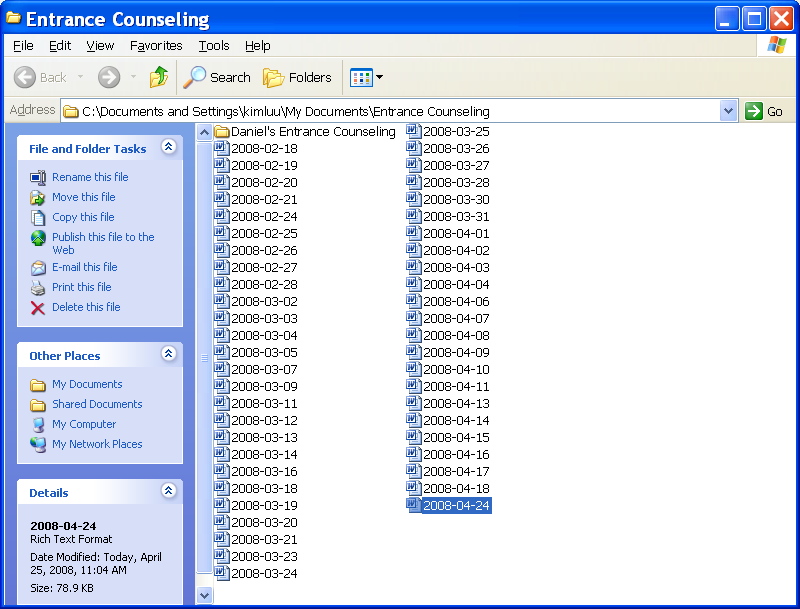 Entrance Counseling
File Edit View Favorites Tools Help
Back Search Folders
Address C:\Documents and Settings\kimluu\My Documents\Entrance Counseling Go
File and Folder Tasks
Rename this file
Move this file
Copy this file
Publish this file to the
Web
E-mail this file
Print this file
Delete this file
Other Places
My Documents
Shared Documents
My Computer
My Network Places
Details
2008-04-24
Rich Text Format
Date Modified: Today, April
25, 2008, 11:04 AM
Size: 78.9 KB
Daniel's Entrance Counseling
2008-02-18
2008-02-19
2008-02-20
2008-02-21
2008-02-24
2008-02-25
2008-02-26
2008-02-27
2008-02-28
2008-03-02
2008-03-03
2008-03-04
2008-03-05
2008-03-07
2008-03-09
2008-03-11
2008-03-12
2008-03-13
2008-03-14
2008-03-16
2008-03-18
2008-03-19
2008-03-20
2008-03-21
2008-03-23
2008-03-24
2008-03-25
2008-03-26
2008-03-27
2008-03-28
2008-03-30
2008-03-31
2008-04-01
2008-04-02
2008-04-03
2008-04-04
2008-04-06
2008-04-07
2008-04-08
2008-04-09
2008-04-10
2008-04-11
2008-04-13
2008-04-14
2008-04-15
2008-04-16
2008-04-17
2008-04-18
2008-04-24